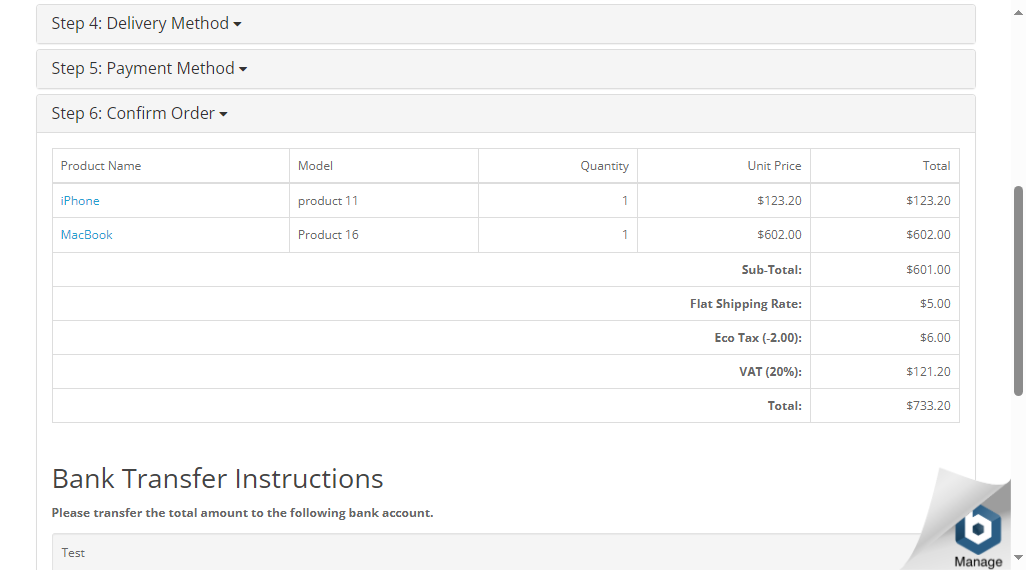 Step 4: Delivery Method
Step 5: Payment Method
Step 6: Confirm Order
Product Name Model Quantity Unit Price Total
iPhone product 11 1 $123.20 $123.20
MacBook Product 16 1 $602.00 $602.00
Sub-Total: $601.00
Flat Shipping Rate: $5.00
Eco Tax (-2.00): $6.00
VAT (20%): $121.20
Total: $733.20
Bank Transfer Instructions
Please transfer the total amount to the following bank account.
Test
Manage